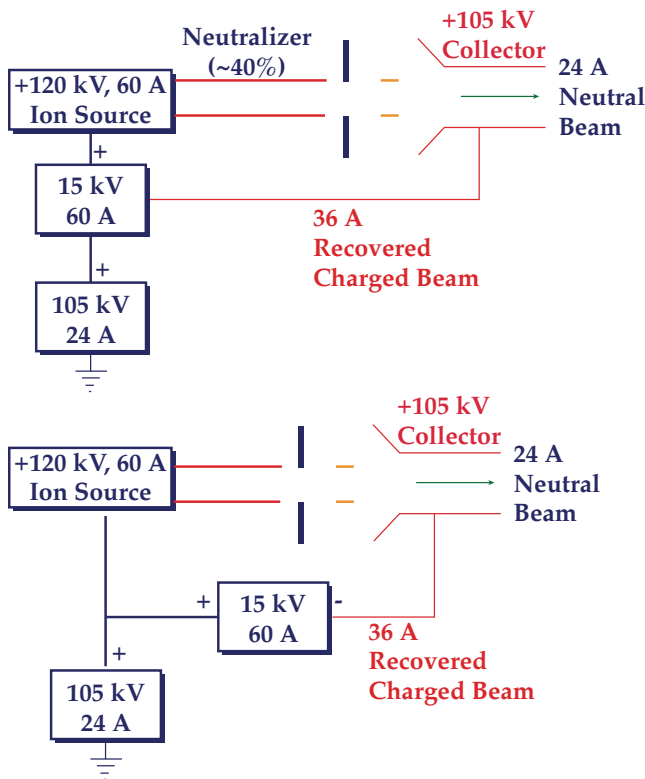 Neutralizer
(~40%)
+105 kV
Collector
+120 kV, 60 A
Ion Source
24 A
Neutral
Beam
+
15 kV
60 A
36 A
Recovered
Charged Beam
+
105 kV
24 A
+105 kV
Collector
+120 kV, 60 A
Ion Source
24 A
Neutral
Beam
+
15 kV
60 A
-
36 A
Recovered
Charged Beam
+
105 kV
24 A